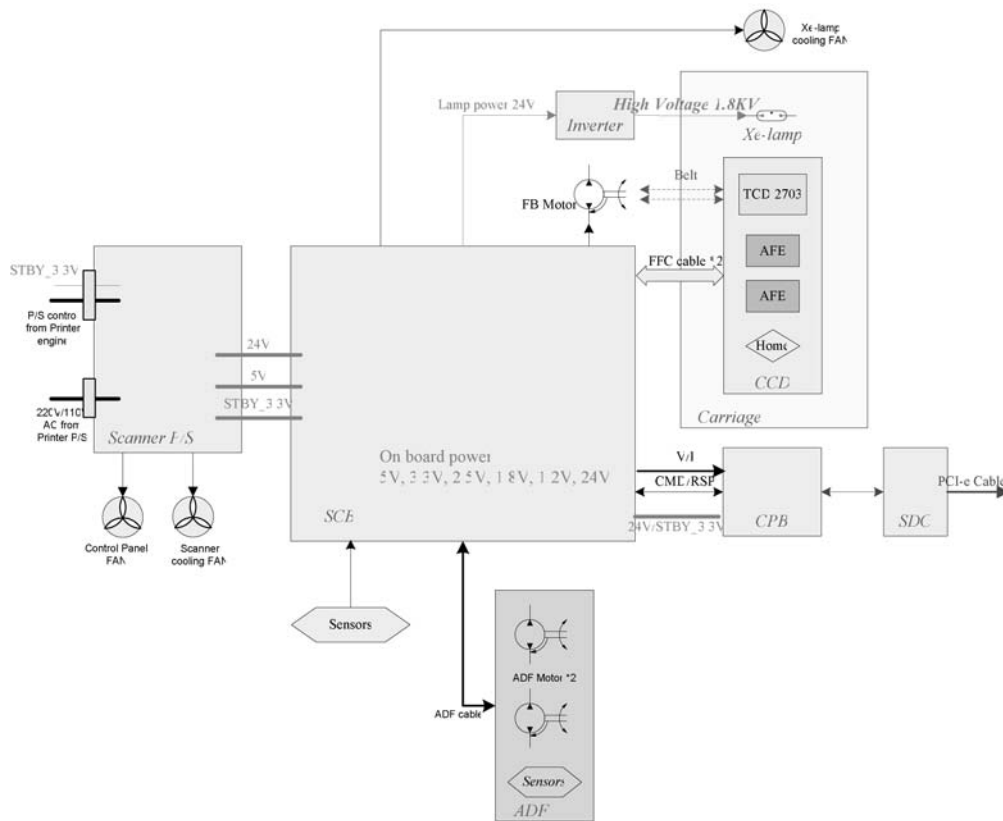 Xe-lamp
cooling FAN
Lamp power 24V
High Voltage 1.8KV
Inverter
Xe-lamp
Belt
TCD 2703
FB Motor
STBY_3 3V
FFC cable *2
AFE
AFE
P/S contro
from Printer
engine
Home
24V
CCD
5V
STBY_3 3V
220V/110V
AC from
Printer P/S
Scanner P/S
Carriage
On board power
5V, 3 3V, 2 5V, 1 8V, 1 2V, 24V
V/I
CMD/RSP
PCI-e Cable
24V/STBY_3 3V
SCB
CPB
SDC
Control Panel
FAN
Scanner
cooling FAN
Sensors
ADF Motor *2
ADF cable
Sensors
ADF